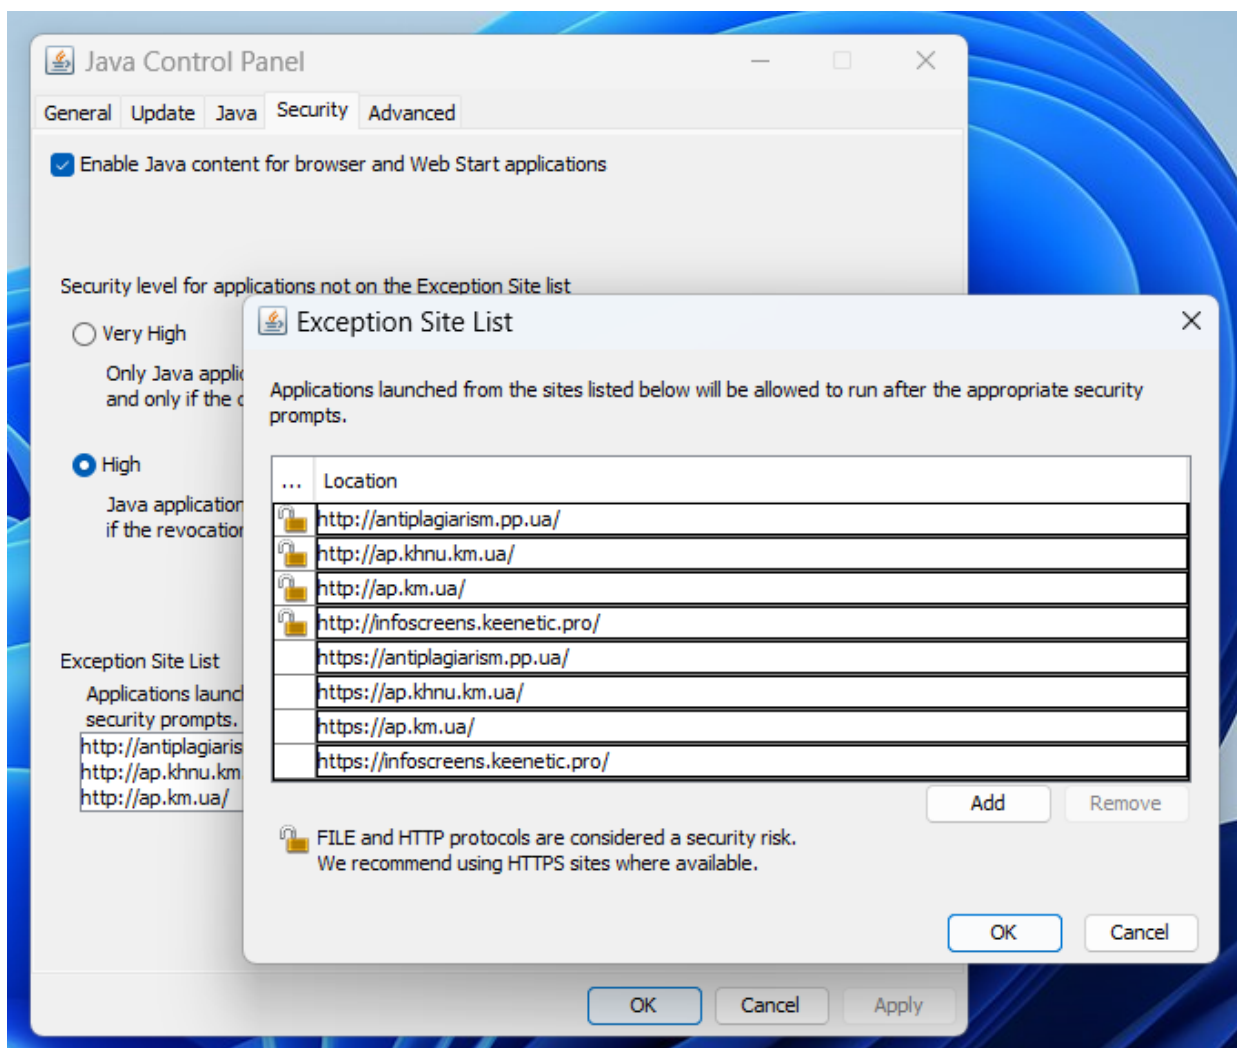 Java Control Panel
General Update Java Security Advanced
Enable Java content for browser and Web Start applications
Security level for applications not on the Exception Site list
Very High
Only Java applic
and only if the
High
Java application
if the revocation
Exception Site List
Applications launc
security prompts.
http://antiplagiaris
http://ap.khnu.km
http://ap.km.ua/
OK Cancel Apply
Exception Site List
Applications launched from the sites listed below will be allowed to run after the appropriate security
prompts.
... Location
http://antiplagiarism.pp.ua/
http://ap.khnu.km.ua/
http://ap.km.ua/
http://infoscreens.keenetic.pro/
https://antiplagiarism.pp.ua/
https://ap.khnu.km.ua/
https://ap.km.ua/
https://infoscreens.keenetic.pro/
Add Remove
FILE and HTTP protocols are considered a security risk.
We recommend using HTTPS sites where available.
OK Cancel